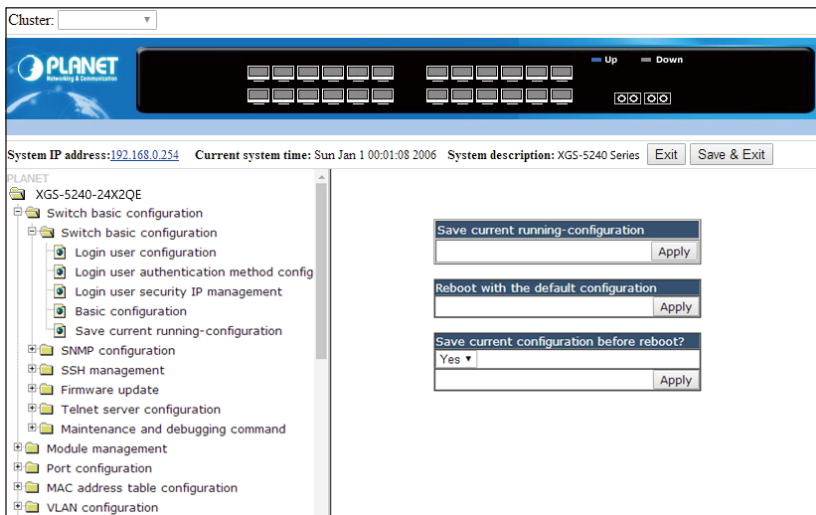 Cluster:
PLANET
Networking & Communication
Up Down
System IP address:192.168.0.254 Current system time: Sun Jan 1 00:01:08 2006 System description: XGS-5240 Series Exit Save & Exit
PLANET
XGS-5240-24X2QE
Switch basic configuration
Switch basic configuration
Login user configuration
Login user authentication method config
Login user security IP management
Basic configuration
Save current running-configuration
SNMP configuration
SSH management
Firmware update
Telnet server configuration
Maintenance and debugging command
Module management
Port configuration
MAC address table configuration
VLAN configuration
Save current running-configuration
Apply
Reboot with the default configuration
Apply
Save current configuration before reboot?
Yes
Apply